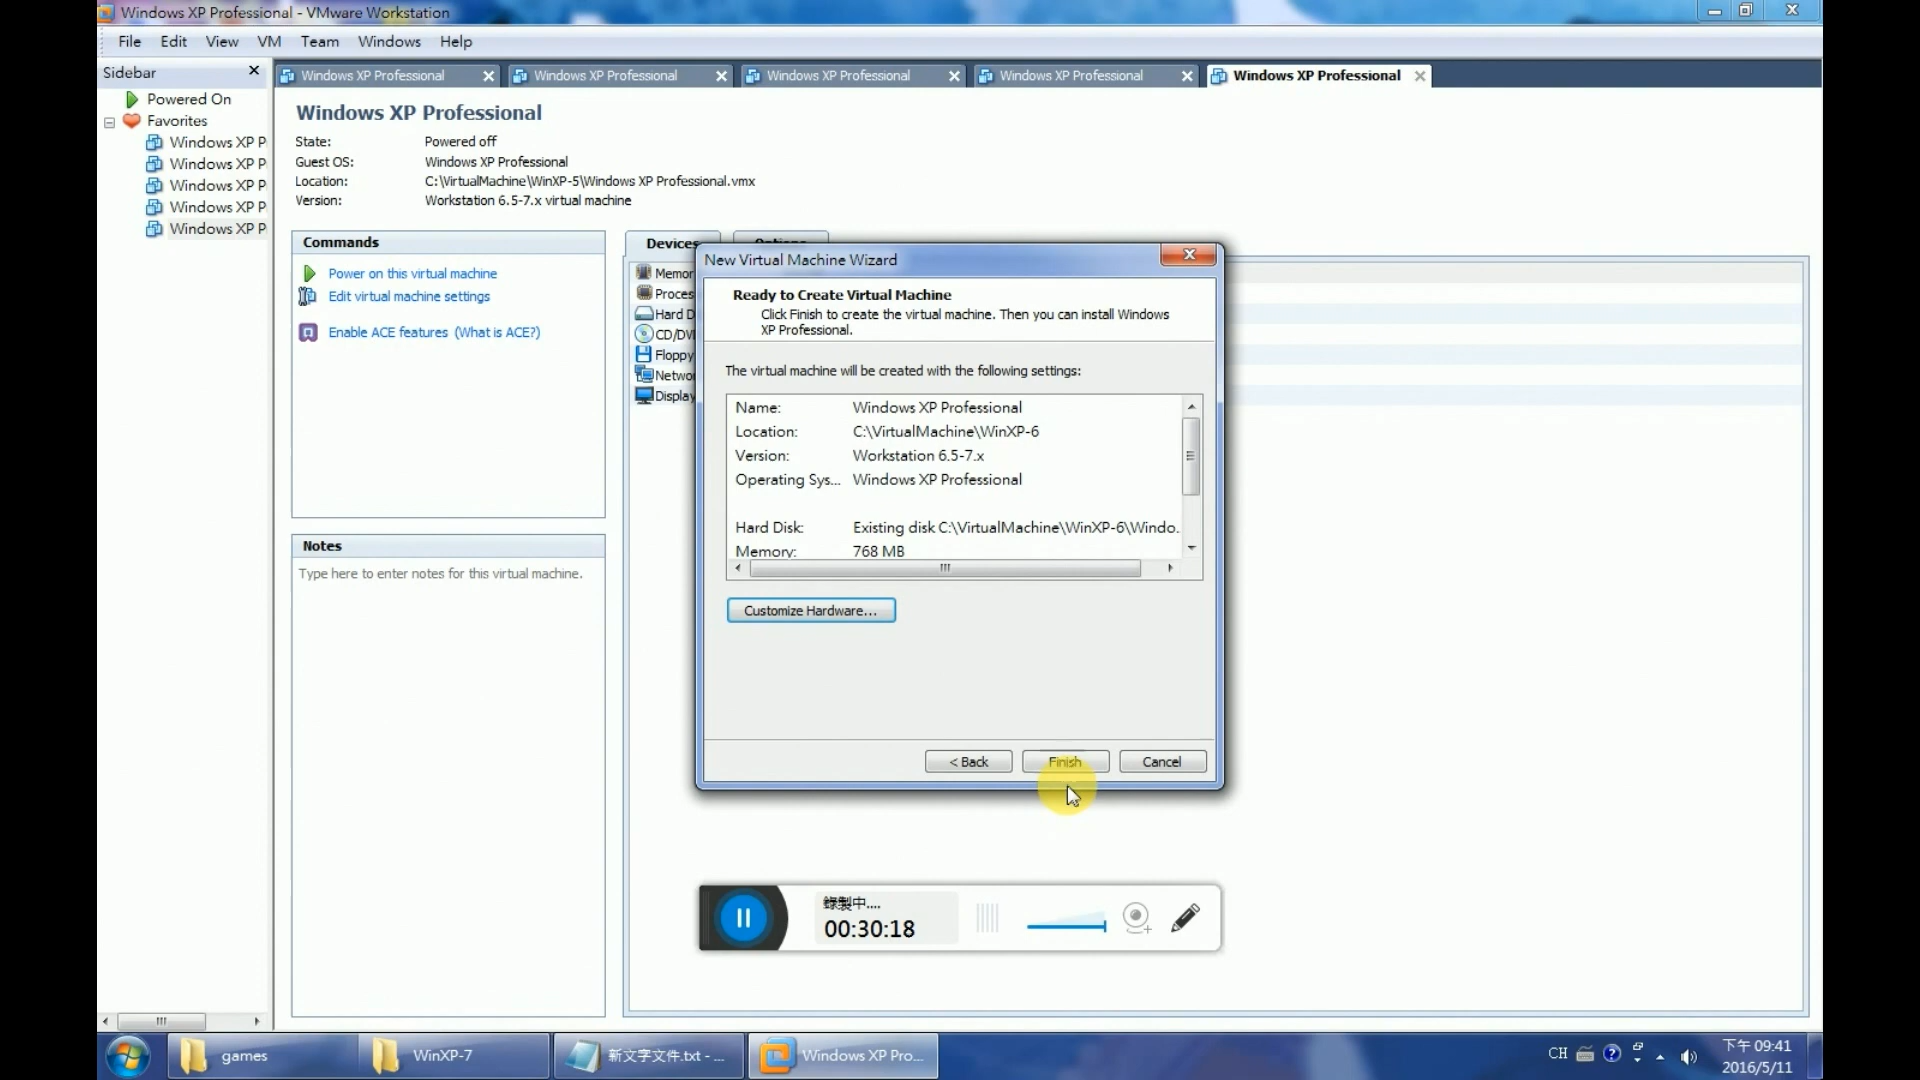 Windows XP Professional - VMware Workstation
File Edit View VM Team Windows Help
Sidebar
Powered On
Favorites
Windows XP P
Windows XP P
Windows XP P
Windows XP P
Windows XP P
Windows XP Professional
Windows XP Professional
Windows XP Professional
Windows XP Professional
Windows XP Professional
Windows XP Professional
State: Powered off
Guest OS: Windows XP Professional
Location: C:\VirtualMachine\WinXP-5\Windows XP Professional.vmx
Version: Workstation 6.5-7.x virtual machine
Commands
Power on this virtual machine
Edit virtual machine settings
Enable ACE features (What is ACE?)
Notes
Type here to enter notes for this virtual machine.
Devices Options
Memor
Proces
Hard D
CD/DV
Floppy
Networ
Display
New Virtual Machine Wizard
Ready to Create Virtual Machine
Click Finish to create the virtual machine. Then you can install Windows
XP Professional.
The virtual machine will be created with the following settings:
Name: Windows XP Professional
Location: C:\VirtualMachine\WinXP-6
Version: Workstation 6.5-7.x
Operating Sys... Windows XP Professional
Hard Disk: Existing disk C:\VirtualMachine\WinXP-6\Windo.
Memory: 768 MB
Customize Hardware...
< Back Finish Cancel
錄製中....
00:30:18
games
WinXP-7
新文字文件.txt - ...
Windows XP Pro...
CH
下午 09:41
2016/5/11